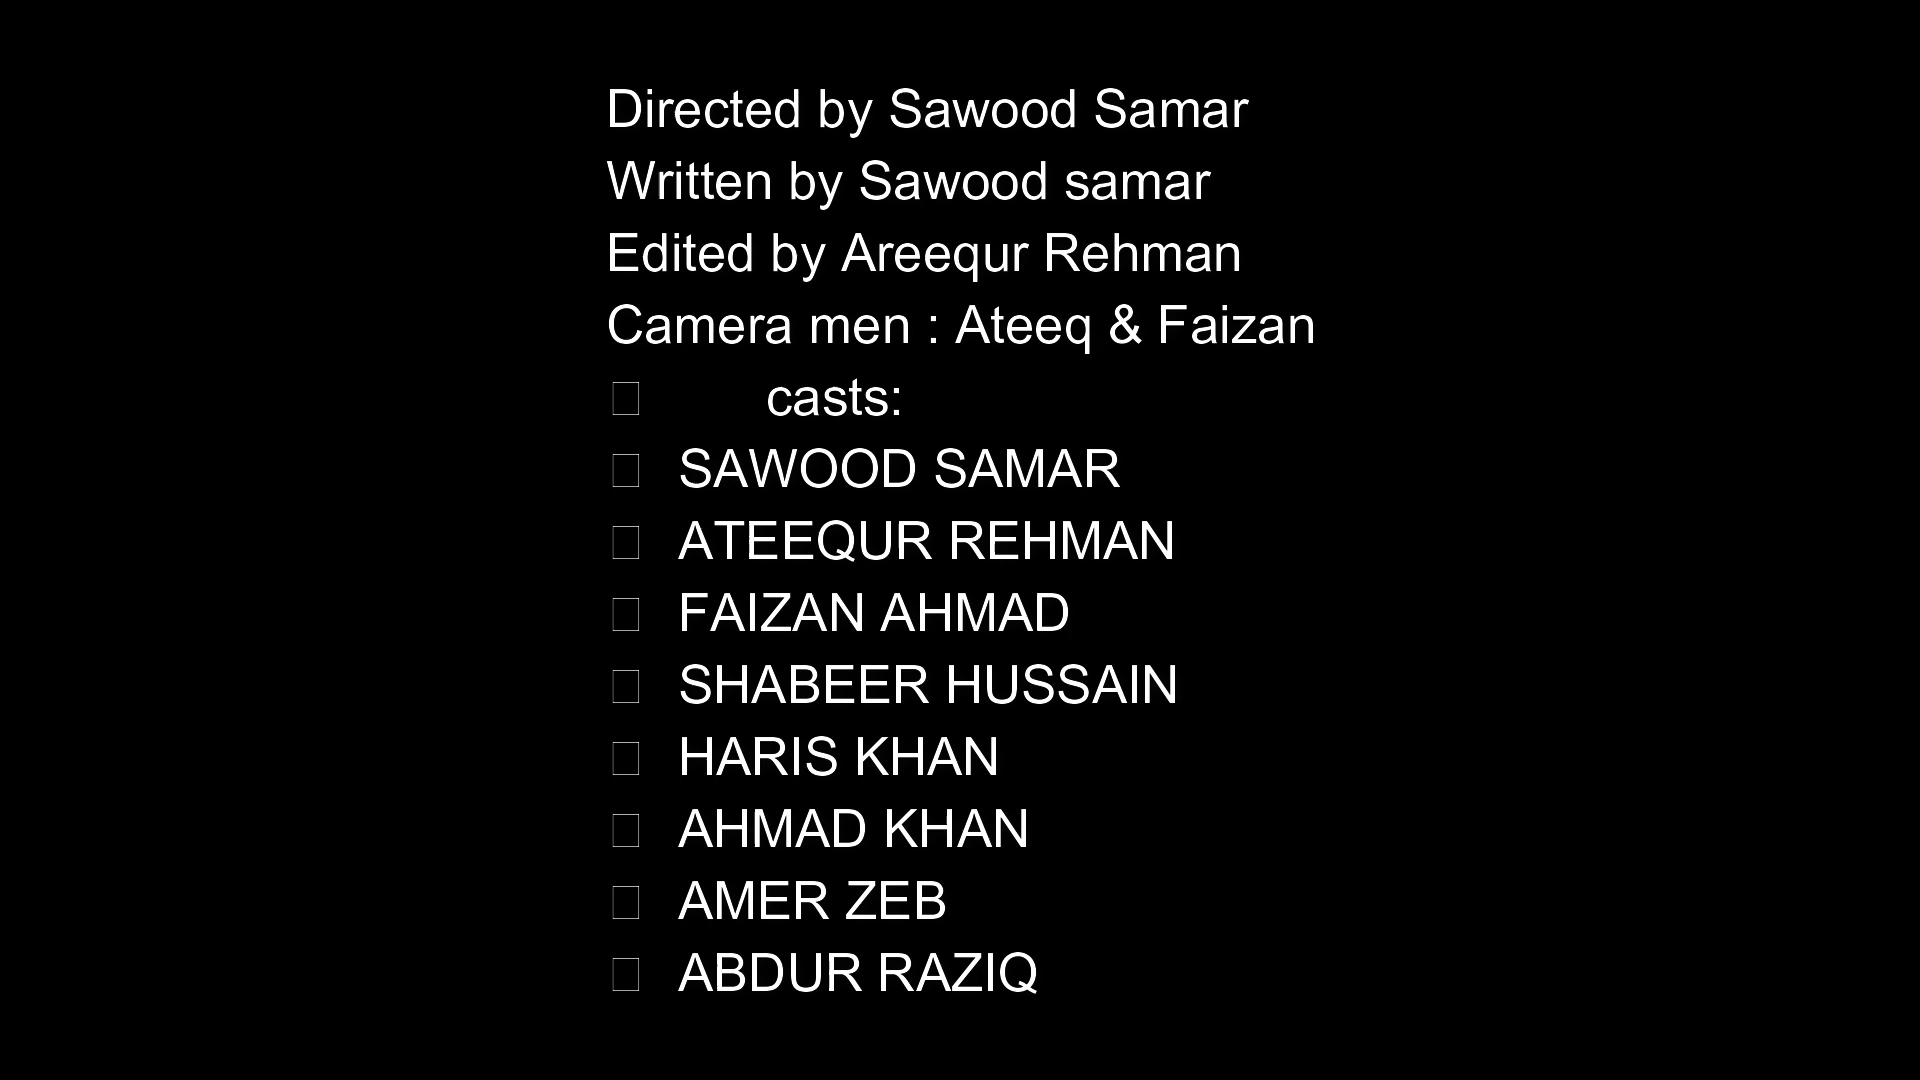 Directed by Sawood Samar
Written by Sawood samar
Edited by Areequr Rehman
Camera men : Ateeq & Faizan
casts:
SAWOOD SAMAR
ATEEQUR REHMAN
FAIZAN AHMAD
SHABEER HUSSAIN
HARIS KHAN
AHMAD KHAN
AMER ZEB
ABDUR RAZIQ